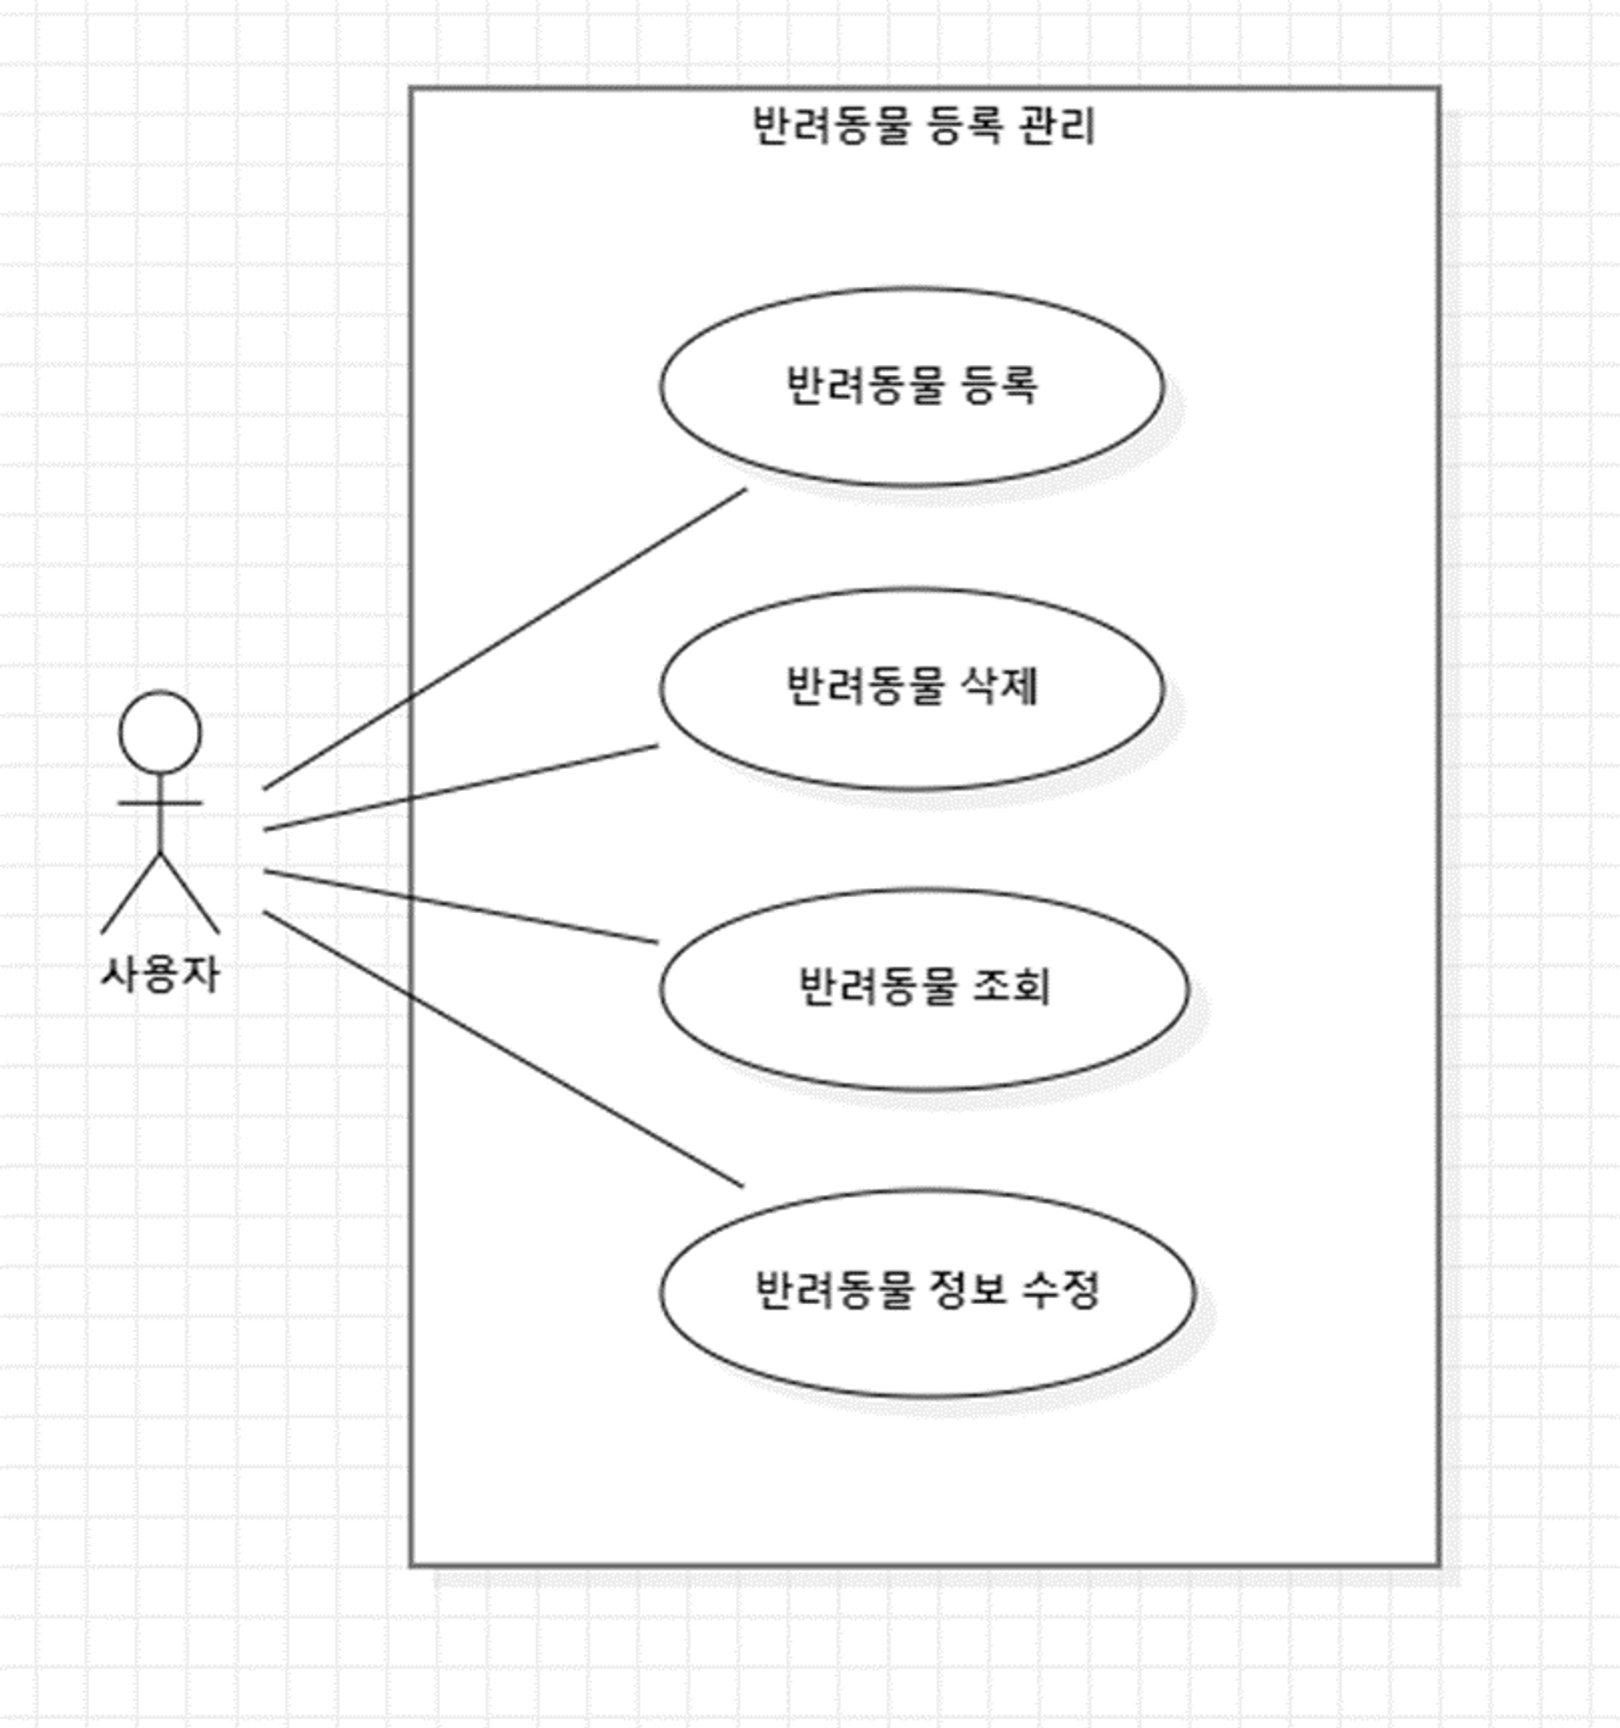 반려동물 등록 관리
반려동물 등록
반려동물 삭제
사용자
반려동물 조회
반려동물 정보 수정